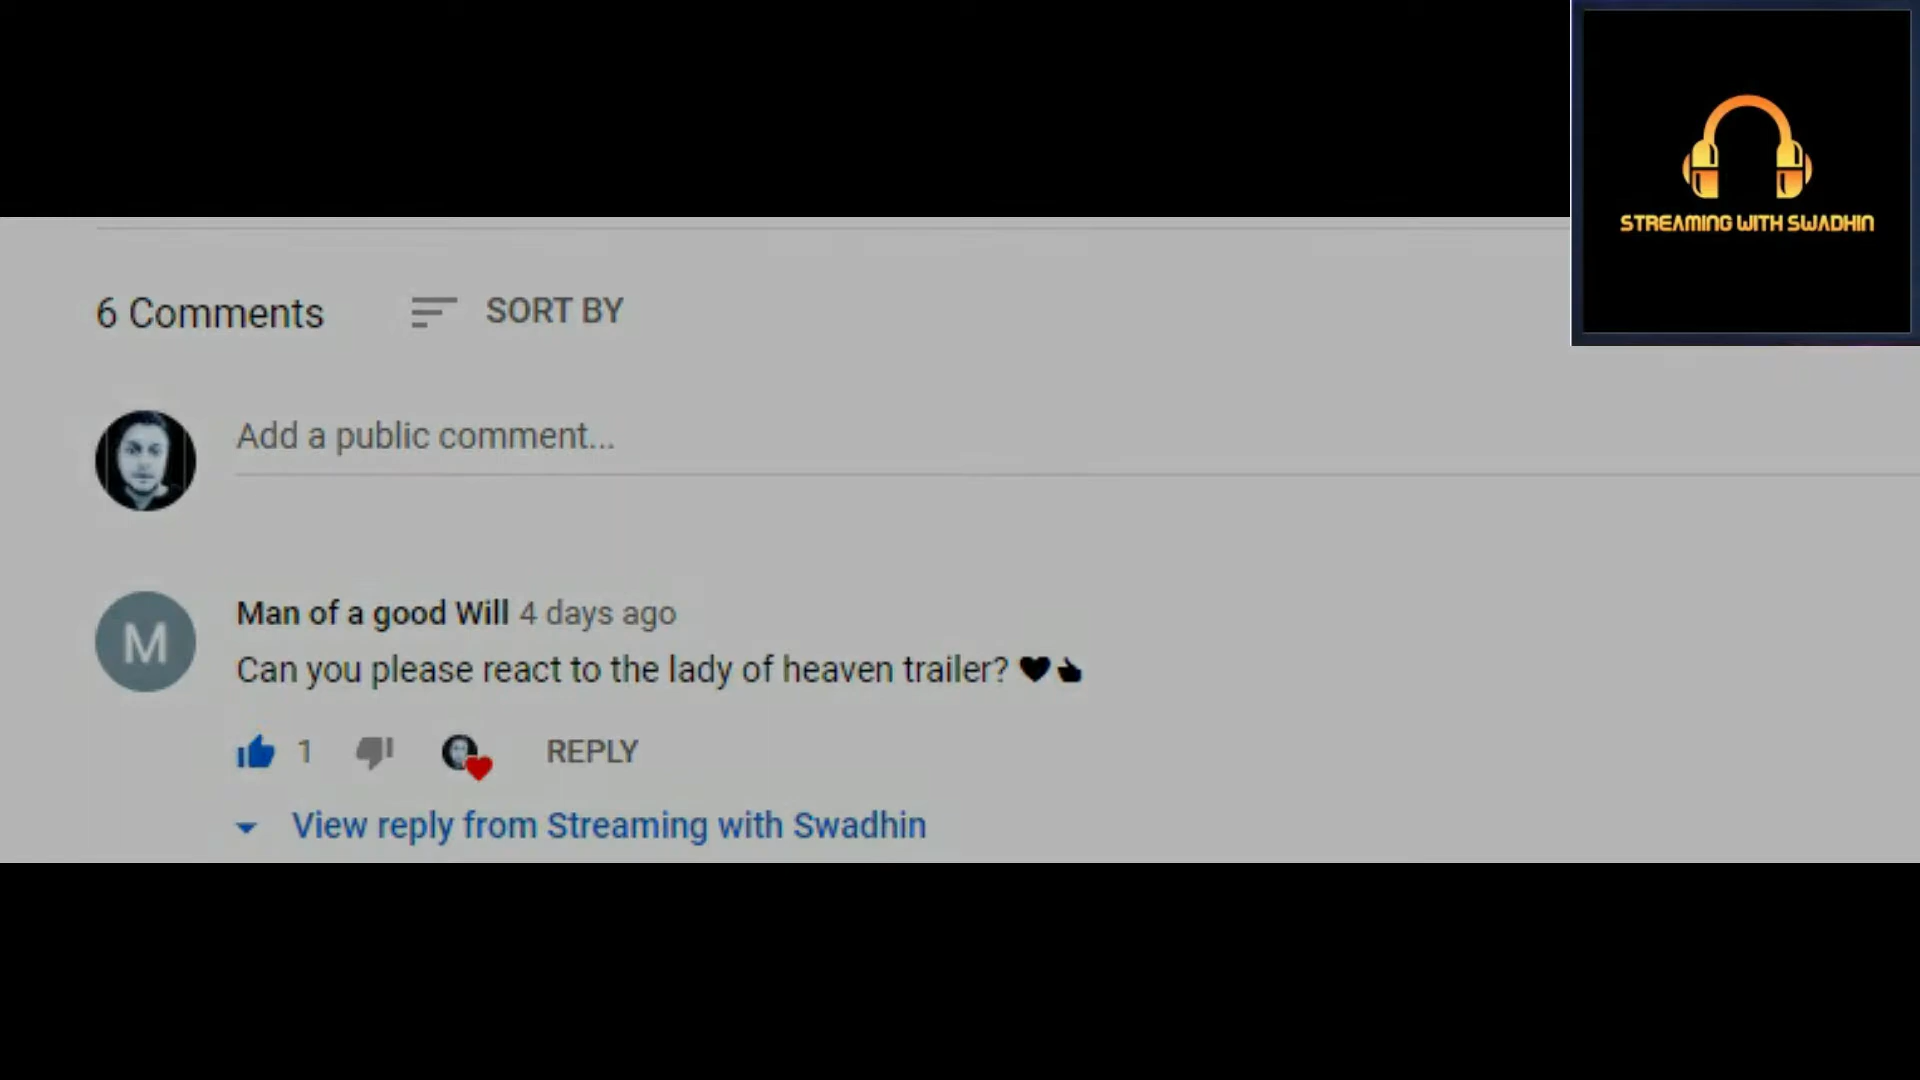 STREAMING WITH SWADHIN
6 Comments
SORT BY
Add a public comment...
M
Man of a good Will 4 days ago
Can you please react to the lady of heaven trailer? 🖤👍
1
REPLY
View reply from Streaming with Swadhin